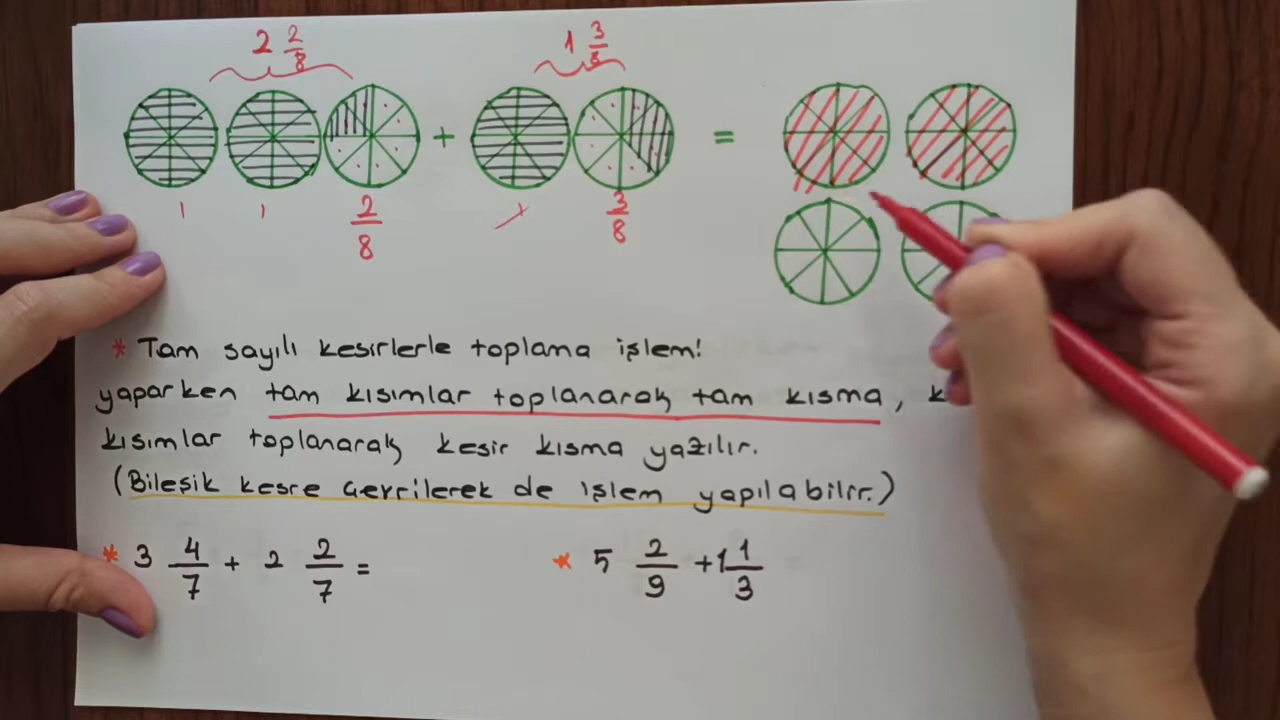 2 2/8 1 3/8
+ =
1 1 2/8 1 3/8
* Tam sayılı kesirlerle toplama işlemi
yaparken tam kısımlar toplanarak tam kısma,
kısımlar toplanarak kesir kısma yazılır.
(Bileşik kesre çevrilerek de işlem yapılabilir.)
* 3 4/7 + 2 2/7 = * 5 2/9 + 1 1/3